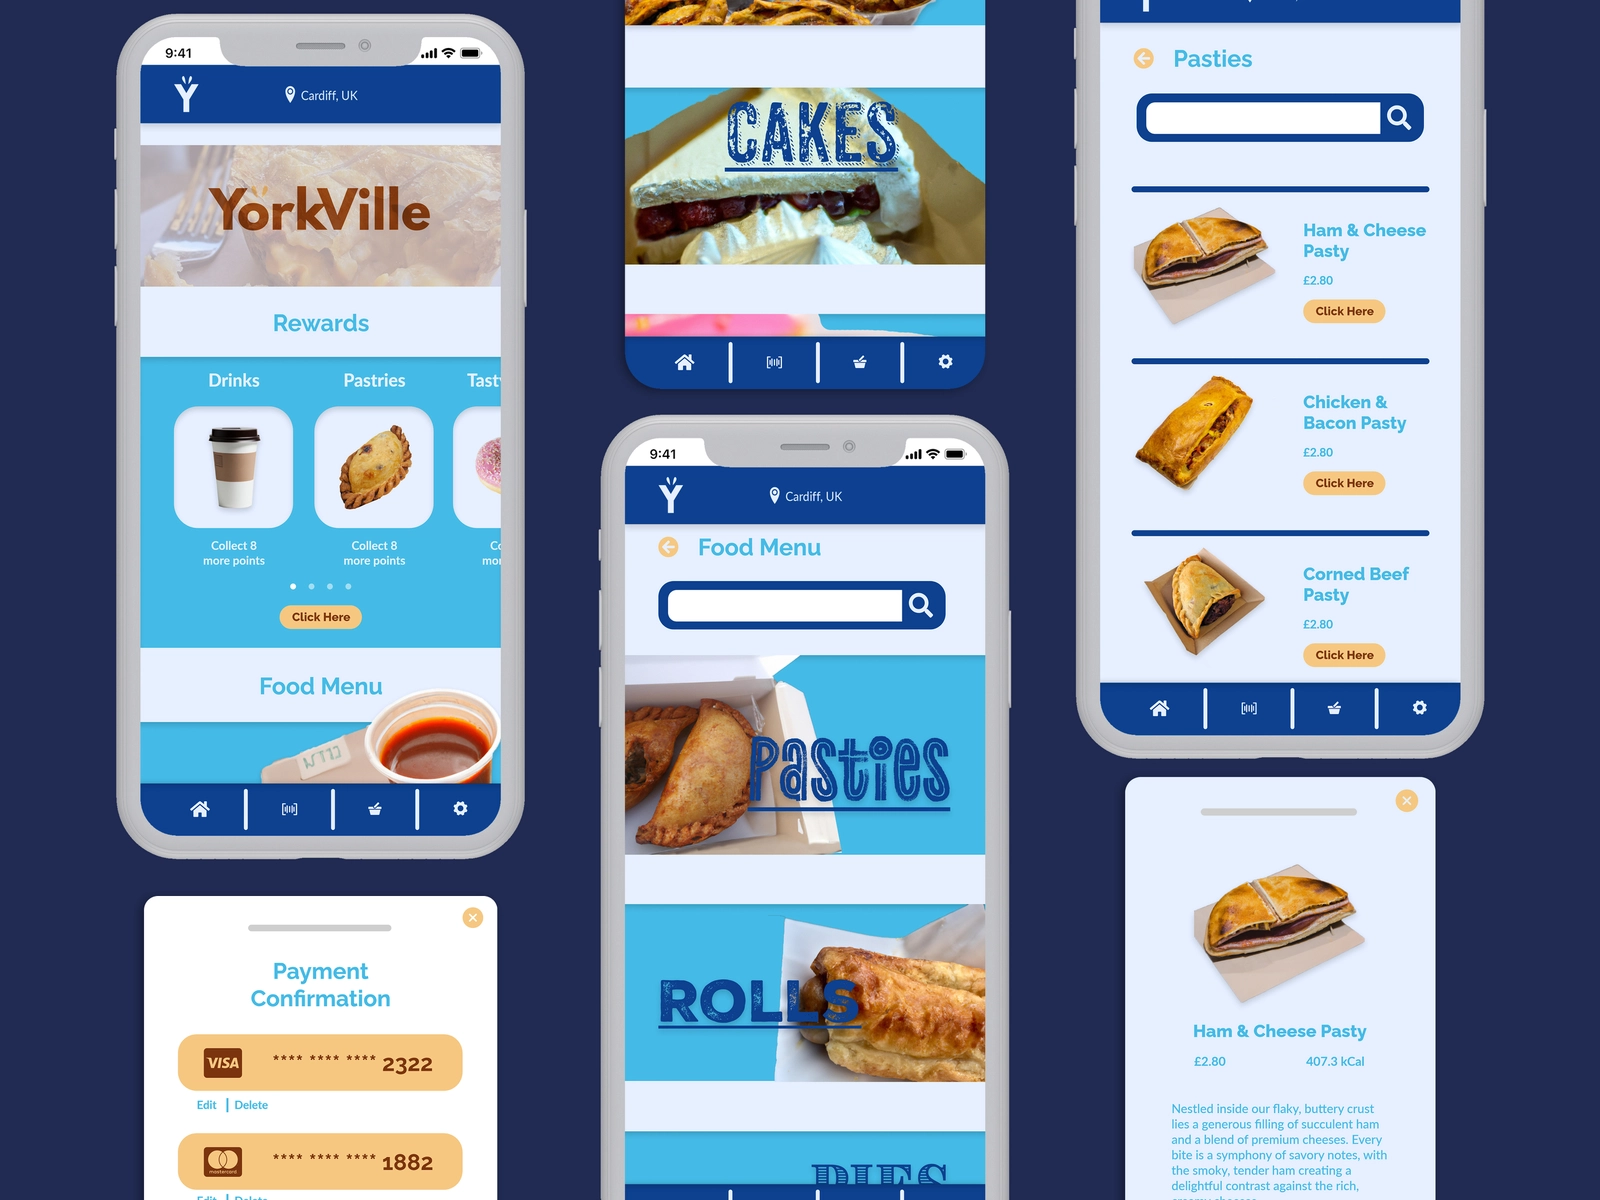 9:41
Y
Cardiff, UK
YorkVille
Rewards
Drinks
Pastries
Collect 8
more points
Collect 8
more points
Click Here
Food Menu
Payment
Confirmation
VISA
**** **** **** 2322
Edit | Delete
mastercard
**** **** **** 1882
Edit | Delete
CAKES
9:41
Y
Cardiff, UK
Food Menu
Pasties
ROLLS
PIES
Pasties
Ham & Cheese
Pasty
£2.80
Click Here
Chicken &
Bacon Pasty
£2.80
Click Here
Corned Beef
Pasty
£2.80
Click Here
Ham & Cheese Pasty
£2.80
407.3 kCal
Nestled inside our flaky, buttery crust
lies a generous filling of succulent ham
and a blend of premium cheeses. Every
bite is a symphony of savory notes, with
the smoky, tender ham creating a
delightful contrast against the rich,